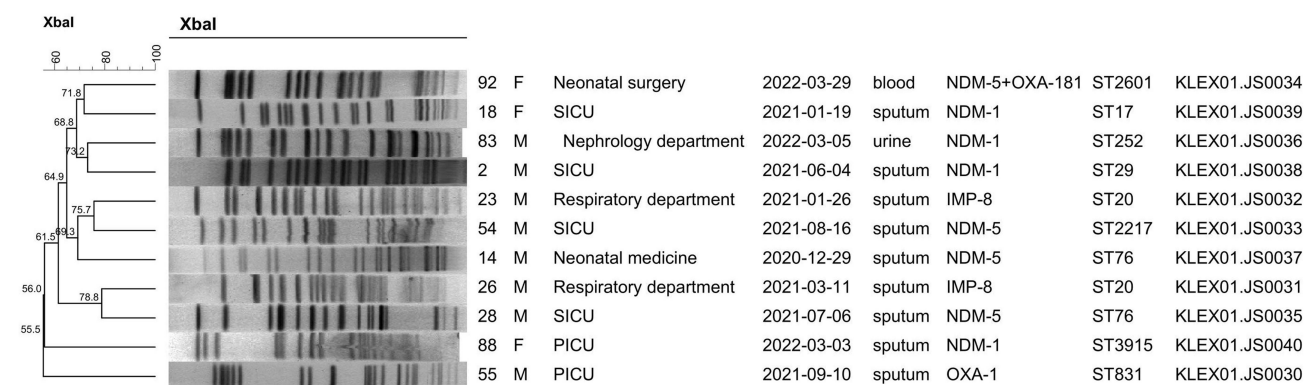 XbaI XbaI
60 80 100
92 F Neonatal surgery 2022-03-29 blood NDM-5+OXA-181 ST2601 KLEX01.JS0034
71.8
18 F SICU 2021-01-19 sputum NDM-1 ST17 KLEX01.JS0039
68.8
83 M Nephrology department 2022-03-05 urine NDM-1 ST252 KLEX01.JS0036
73.2
2 M SICU 2021-06-04 sputum NDM-1 ST29 KLEX01.JS0038
64.9
23 M Respiratory department 2021-01-26 sputum IMP-8 ST20 KLEX01.JS0032
75.7
54 M SICU 2021-08-16 sputum NDM-5 ST2217 KLEX01.JS0033
61.5 69.3
14 M Neonatal medicine 2020-12-29 sputum NDM-5 ST76 KLEX01.JS0037
26 M Respiratory department 2021-03-11 sputum IMP-8 ST20 KLEX01.JS0031
56.0 78.8
28 M SICU 2021-07-06 sputum NDM-5 ST76 KLEX01.JS0035
55.5
88 F PICU 2022-03-03 sputum NDM-1 ST3915 KLEX01.JS0040
55 M PICU 2021-09-10 sputum OXA-1 ST831 KLEX01.JS0030